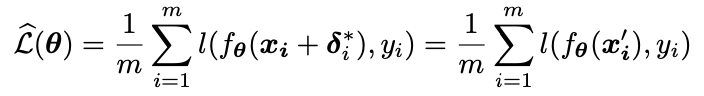 $\widehat{\mathcal{L}}(\boldsymbol{\theta}) = \frac{1}{m} \sum_{i=1}^{m} l(f_{\boldsymbol{\theta}}(\boldsymbol{x_i} + \boldsymbol{\delta}_i^*), y_i) = \frac{1}{m} \sum_{i=1}^{m} l(f_{\boldsymbol{\theta}}(\boldsymbol{x_i'}), y_i)$